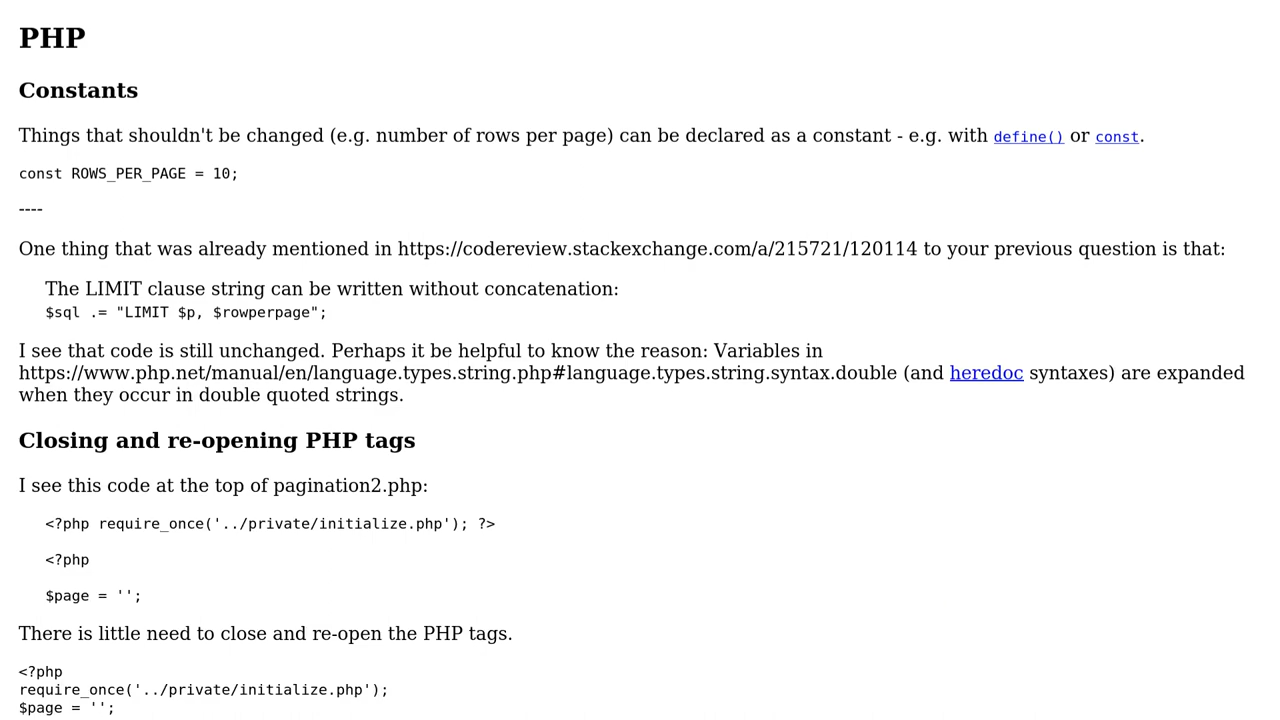 PHP
Constants
Things that shouldn't be changed (e.g. number of rows per page) can be declared as a constant - e.g. with define() or const.
const ROWS_PER_PAGE = 10;
----
One thing that was already mentioned in https://codereview.stackexchange.com/a/215721/120114 to your previous question is that:
The LIMIT clause string can be written without concatenation:
$sql .= "LIMIT $p, $rowperpage";
I see that code is still unchanged. Perhaps it be helpful to know the reason: Variables in
https://www.php.net/manual/en/language.types.string.php#language.types.string.syntax.double (and heredoc syntaxes) are expanded
when they occur in double quoted strings.
Closing and re-opening PHP tags
I see this code at the top of pagination2.php:
<?php require_once('../private/initialize.php'); ?>
<?php
$page = '';
There is little need to close and re-open the PHP tags.
<?php
require_once('../private/initialize.php');
$page = '';